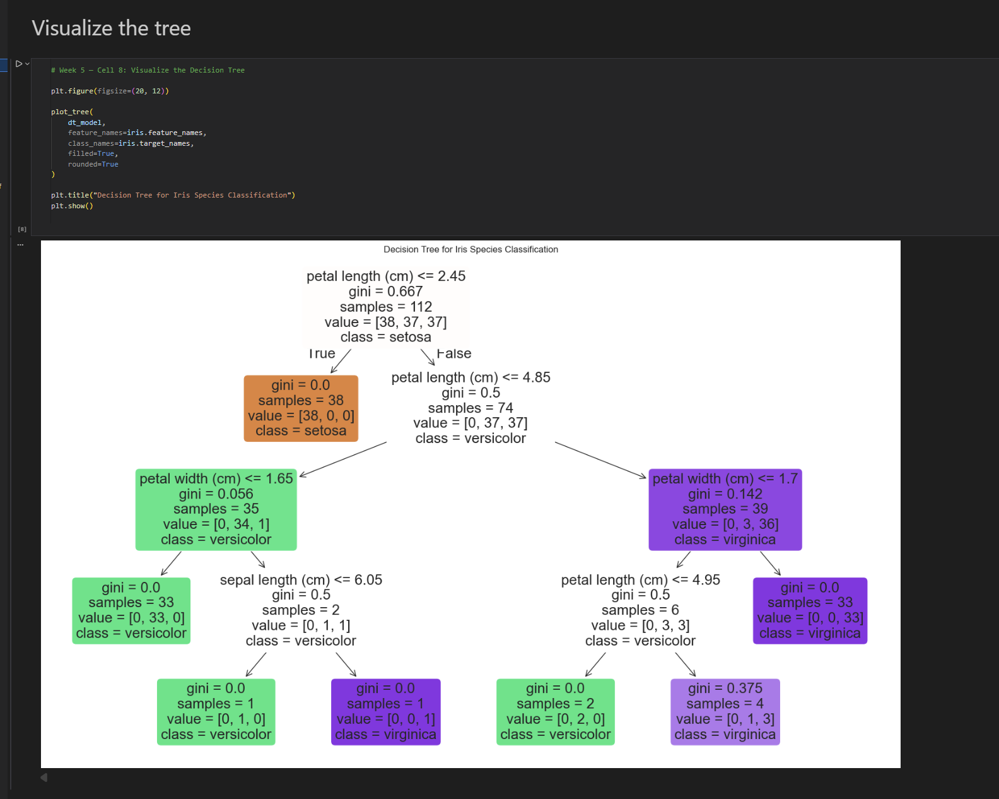 Visualize the tree
# Week 5 – Cell 8: Visualize the Decision Tree
plt.figure(figsize=(20, 12))
plot_tree(
dt_model,
feature_names=iris.feature_names,
class_names=iris.target_names,
filled=True,
rounded=True
)
plt.title("Decision Tree for Iris Species Classification")
plt.show()
[8]
...
Decision Tree for Iris Species Classification
petal length (cm) <= 2.45
gini = 0.667
samples = 112
value = [38, 37, 37]
class = setosa
True
False
gini = 0.0
samples = 38
value = [38, 0, 0]
class = setosa
petal length (cm) <= 4.85
gini = 0.5
samples = 74
value = [0, 37, 37]
class = versicolor
petal width (cm) <= 1.65
gini = 0.056
samples = 35
value = [0, 34, 1]
class = versicolor
petal width (cm) <= 1.7
gini = 0.142
samples = 39
value = [0, 3, 36]
class = virginica
gini = 0.0
samples = 33
value = [0, 33, 0]
class = versicolor
sepal length (cm) <= 6.05
gini = 0.5
samples = 2
value = [0, 1, 1]
class = versicolor
petal length (cm) <= 4.95
gini = 0.5
samples = 6
value = [0, 3, 3]
class = versicolor
gini = 0.0
samples = 33
value = [0, 0, 33]
class = virginica
gini = 0.0
samples = 1
value = [0, 1, 0]
class = versicolor
gini = 0.0
samples = 1
value = [0, 0, 1]
class = virginica
gini = 0.0
samples = 2
value = [0, 2, 0]
class = versicolor
gini = 0.375
samples = 4
value = [0, 1, 3]
class = virginica